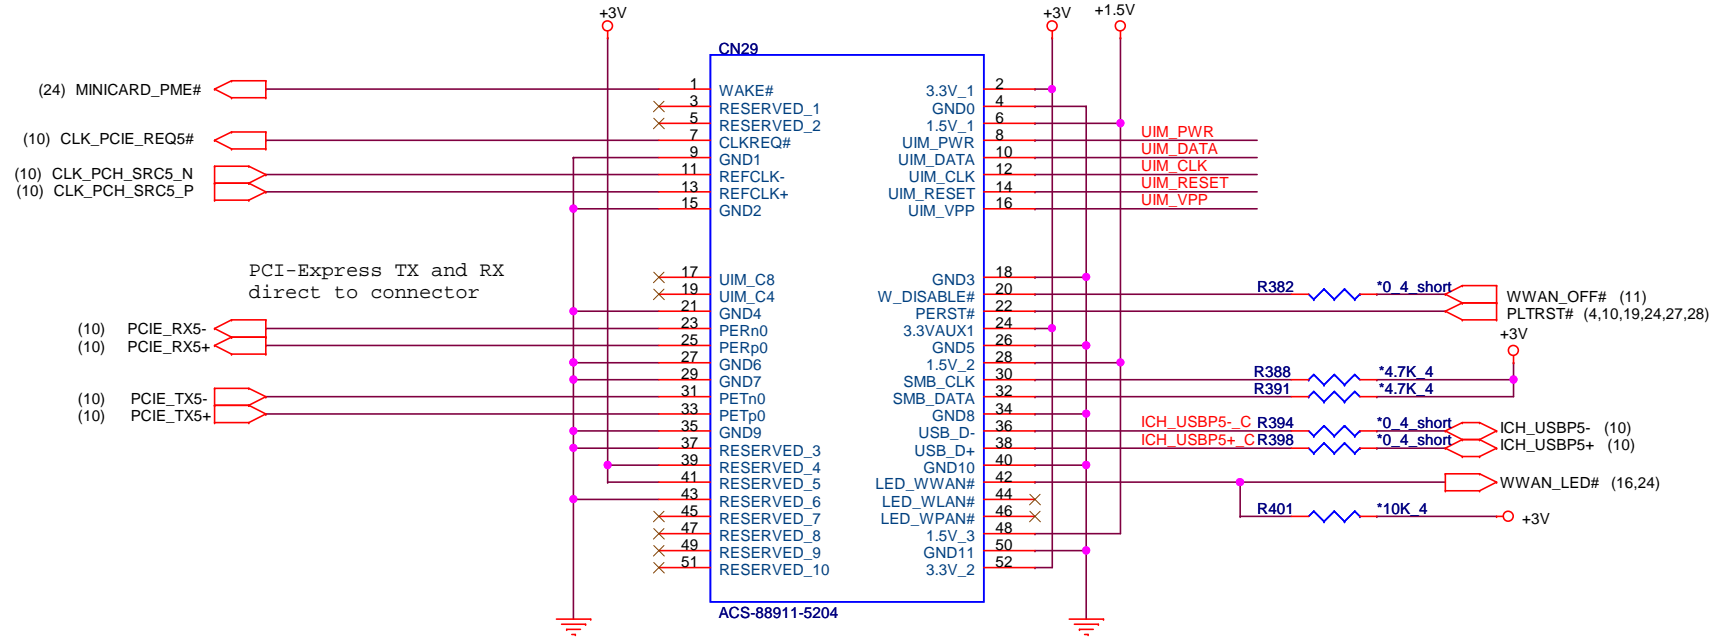 +3V +3V +1.5V
CN29
(24) MINICARD_PME# 1 WAKE# 3.3V_1 2
3 RESERVED_1 GND0 4
5 RESERVED_2 1.5V_1 6
(10) CLK_PCIE_REQ5# 7 CLKREQ# UIM_PWR 8 UIM_PWR
9 GND1 UIM_DATA 10 UIM_DATA
(10) CLK_PCH_SRC5_N 11 REFCLK- UIM_CLK 12 UIM_CLK
(10) CLK_PCH_SRC5_P 13 REFCLK+ UIM_RESET 14 UIM_RESET
15 GND2 UIM_VPP 16 UIM_VPP
PCI-Express TX and RX
direct to connector
17 UIM_C8 GND3 18
19 UIM_C4 W_DISABLE# 20 R382 *0_4_short WWAN_OFF# (11)
21 GND4 PERST# 22 PLTRST# (4,10,19,24,27,28)
(10) PCIE_RX5- 23 PERn0 3.3VAUX1 24
+3V
(10) PCIE_RX5+ 25 PERp0 GND5 26
27 GND6 1.5V_2 28
29 GND7 SMB_CLK 30 R388 *4.7K_4
(10) PCIE_TX5- 31 PETn0 SMB_DATA 32 R391 *4.7K_4
(10) PCIE_TX5+ 33 PETp0 GND8 34
35 GND9 USB_D- 36 ICH_USBP5-_C R394 *0_4_short ICH_USBP5- (10)
37 RESERVED_3 USB_D+ 38 ICH_USBP5+_C R398 *0_4_short ICH_USBP5+ (10)
39 RESERVED_4 GND10 40
41 RESERVED_5 LED_WWAN# 42 WWAN_LED# (16,24)
43 RESERVED_6 LED_WLAN# 44
45 RESERVED_7 LED_WPAN# 46 R401 *10K_4 +3V
47 RESERVED_8 1.5V_3 48
49 RESERVED_9 GND11 50
51 RESERVED_10 3.3V_2 52
ACS-88911-5204